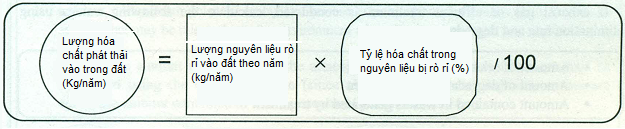 Lượng hóa
chất phát thải
vào trong đất
(Kg/năm)
=
Lượng nguyên liệu rò
rỉ vào đất theo năm
(kg/năm)
×
Tỷ lệ hóa chất trong
nguyên liệu bị rò rỉ (%)
/ 100